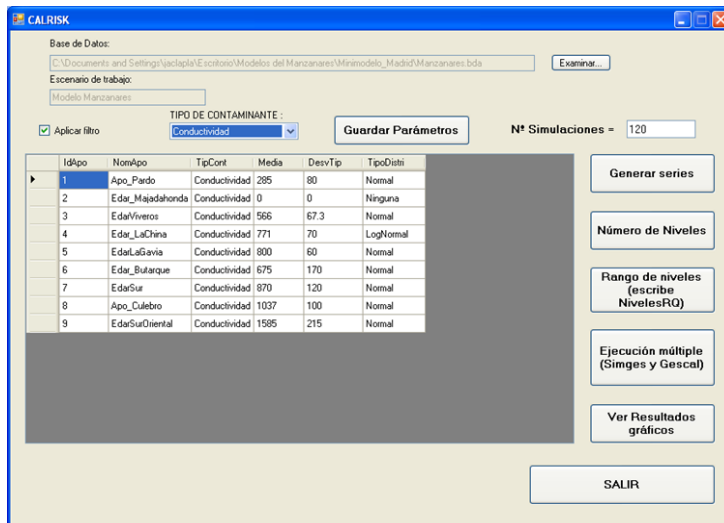 CALRISK
Base de Datos:
C:\Documents and Settings\jaclapla\Escritorio\Modelos del Manzanares\Minimodelo_Madrid\Manzanares.bda
Examinar...
Escenario de trabajo:
Modelo Manzanares
TIPO DE CONTAMINANTE :
Aplicar filtro
Conductividad
Guardar Parámetros
Nº Simulaciones =
120
IdApo NomApo TipCont Media DesvTip TipoDistri
1 Apo_Pardo Conductividad 285 80 Normal
2 Edar_Majadahonda Conductividad 0 0 Ninguna
3 EdarViveros Conductividad 566 67.3 Normal
4 Edar_LaChina Conductividad 771 70 LogNormal
5 EdarLaGavia Conductividad 800 60 Normal
6 Edar_Butarque Conductividad 675 170 Normal
7 EdarSur Conductividad 870 120 Normal
8 Apo_Culebro Conductividad 1037 100 Normal
9 EdarSurOriental Conductividad 1585 215 Normal
Generar series
Número de Niveles
Rango de niveles
(escribe
NivelesRQ)
Ejecución múltiple
(Simges y Gescal)
Ver Resultados
gráficos
SALIR